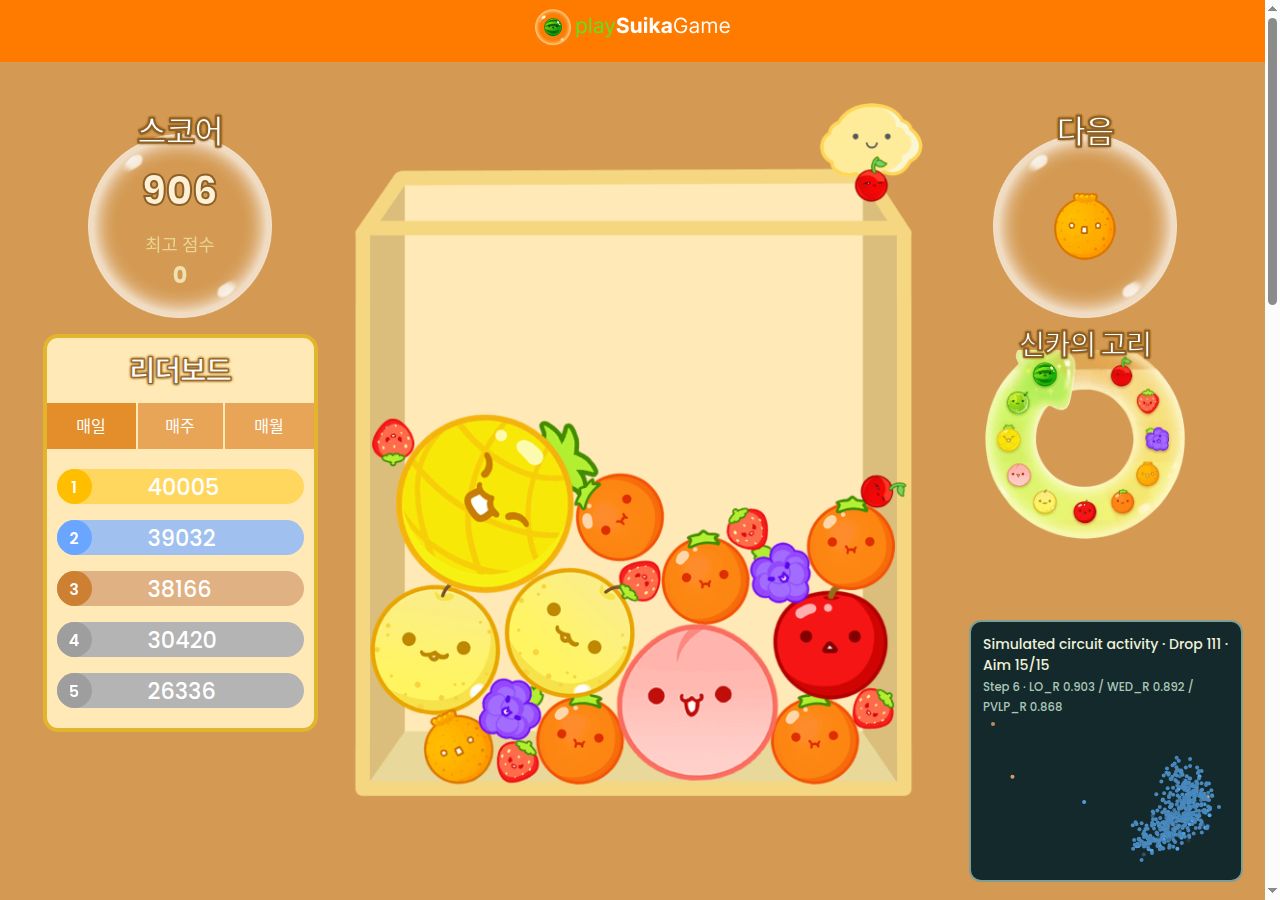 playSuikaGame
스코어
906
최고 점수
0
리더보드
매일 매주 매월
1 40005
2 39032
3 38166
4 30420
5 26336
다음
신카의 고리
Simulated circuit activity · Drop 111 ·
Aim 15/15
Step 6 · LO_R 0.903 / WED_R 0.892 /
PVLP_R 0.868